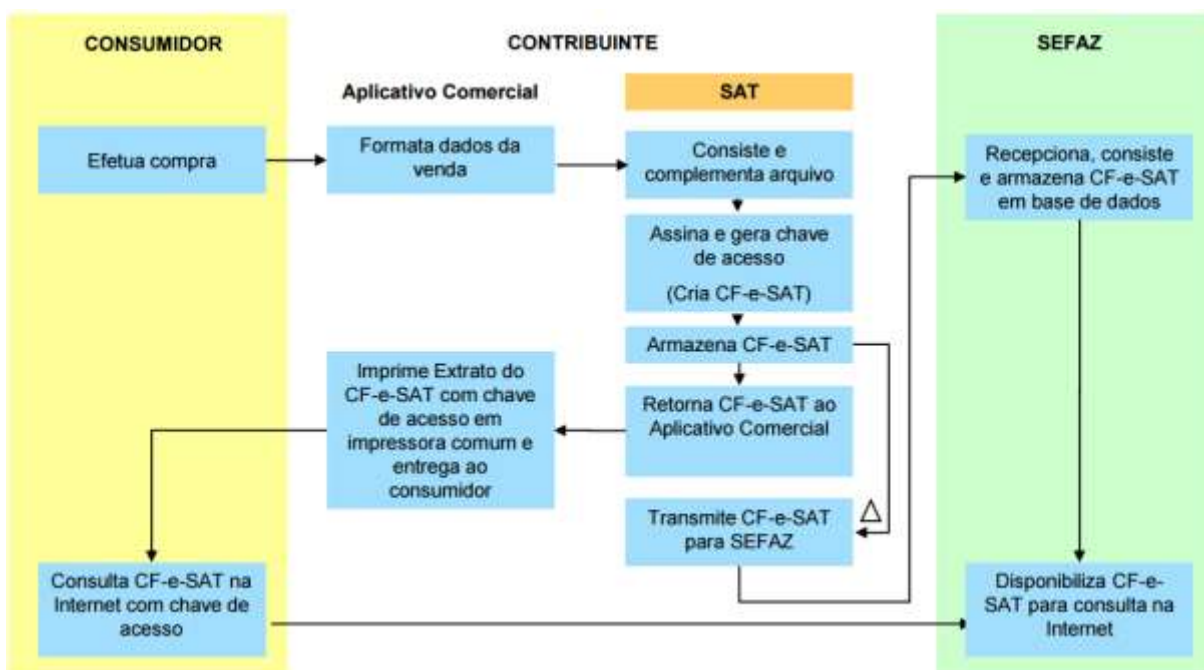 CONSUMIDOR
CONTRIBUINTE
SEFAZ
Aplicativo Comercial
SAT
Efetua compra
Formata dados da
venda
Consiste e
complementa arquivo
Recepciona, consiste
e armazena CF-e-SAT
em base de dados
Assina e gera chave
de acesso
(Cria CF-e-SAT)
Armazena CF-e-SAT
Imprime Extrato do
CF-e-SAT com chave
de acesso em
impressora comum e
entrega ao
consumidor
Retorna CF-e-SAT ao
Aplicativo Comercial
Transmite CF-e-SAT
para SEFAZ
Δ
Consulta CF-e-SAT na
Internet com chave de
acesso
Disponibiliza CF-e-
SAT para consulta na
Internet